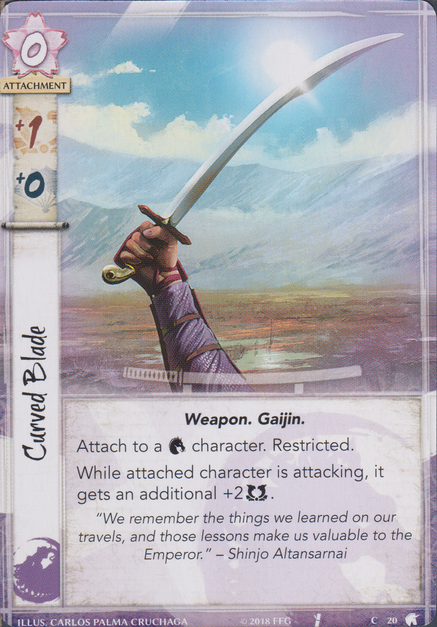 0
ATTACHMENT
+1
+0
Curved Blade
Weapon. Gaijin.
Attach to a character. Restricted.
While attached character is attacking, it
gets an additional +2.
“We remember the things we learned on our
travels, and those lessons make us valuable to the
Emperor.” – Shinjo Altansarnai
ILLUS. CARLOS PALMA CRUCHAGA © 2018 FFG C 20